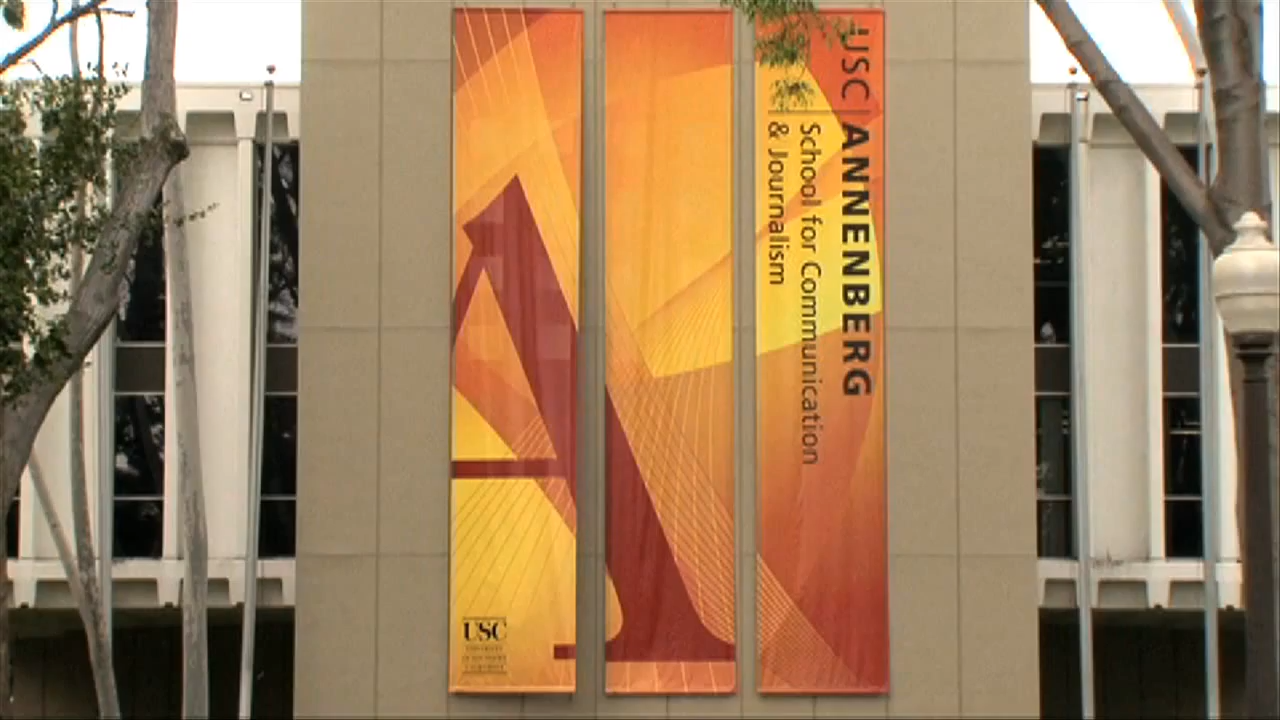 USC | ANNENBERG
School for Communication
& Journalism
A
USC